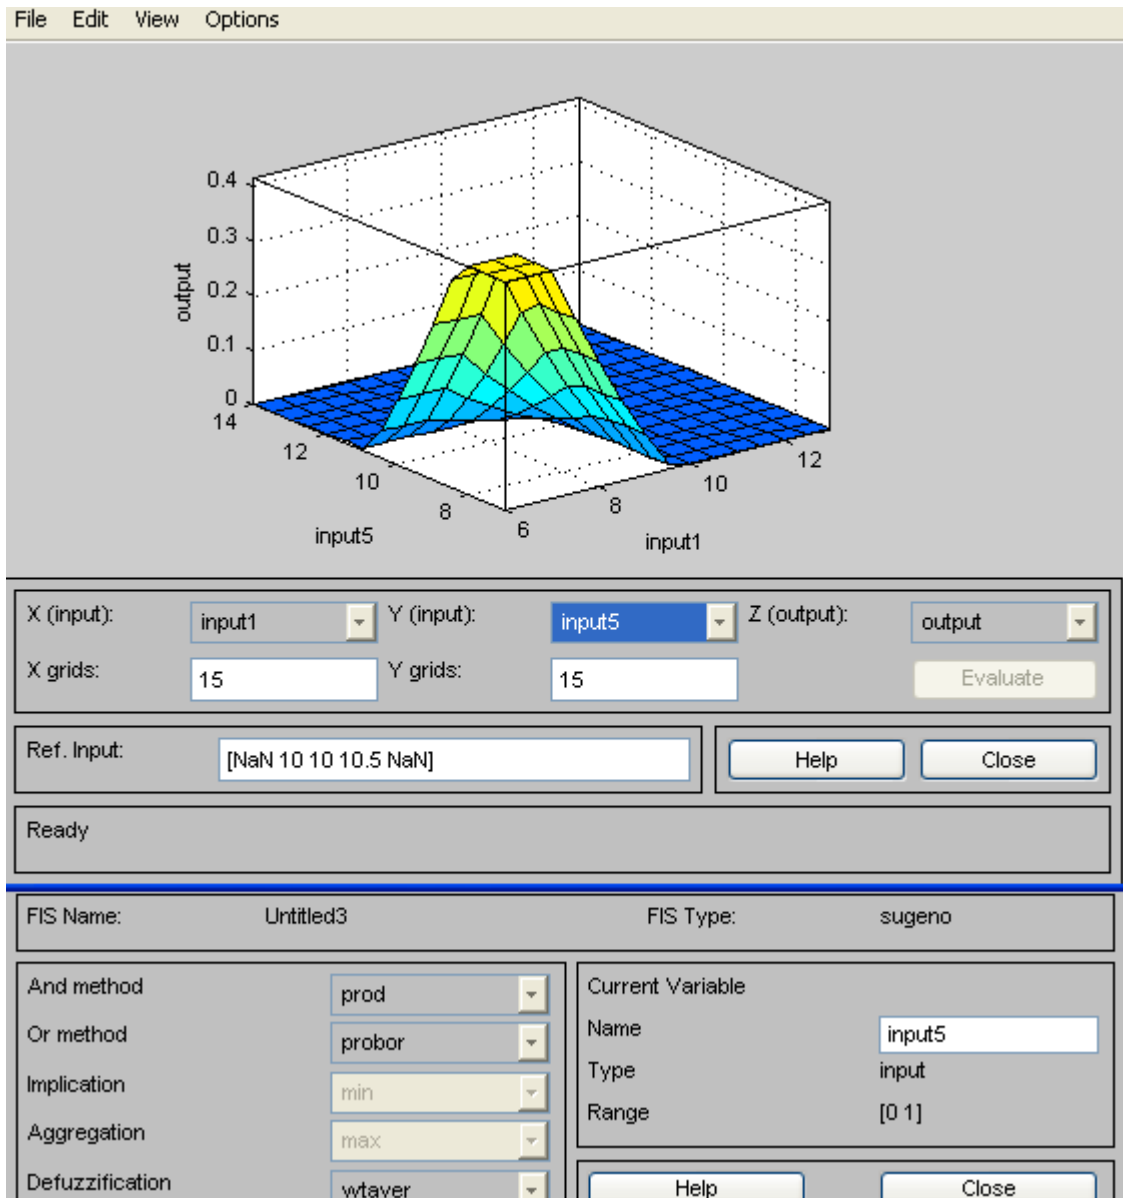 File Edit View Options
0.4
0.3
0.2
0.1
0
output
14
12
10
8
6
8
10
12
input5
input1
X (input): input1 Y (input): input5 Z (output): output
X grids: 15 Y grids: 15 Evaluate
Ref. Input: [NaN 10 10 10.5 NaN] Help Close
Ready
FIS Name: Untitled3 FIS Type: sugeno
And method prod
Or method probor
Implication min
Aggregation max
Defuzzification wtaver
Current Variable
Name input5
Type input
Range [0 1]
Help Close